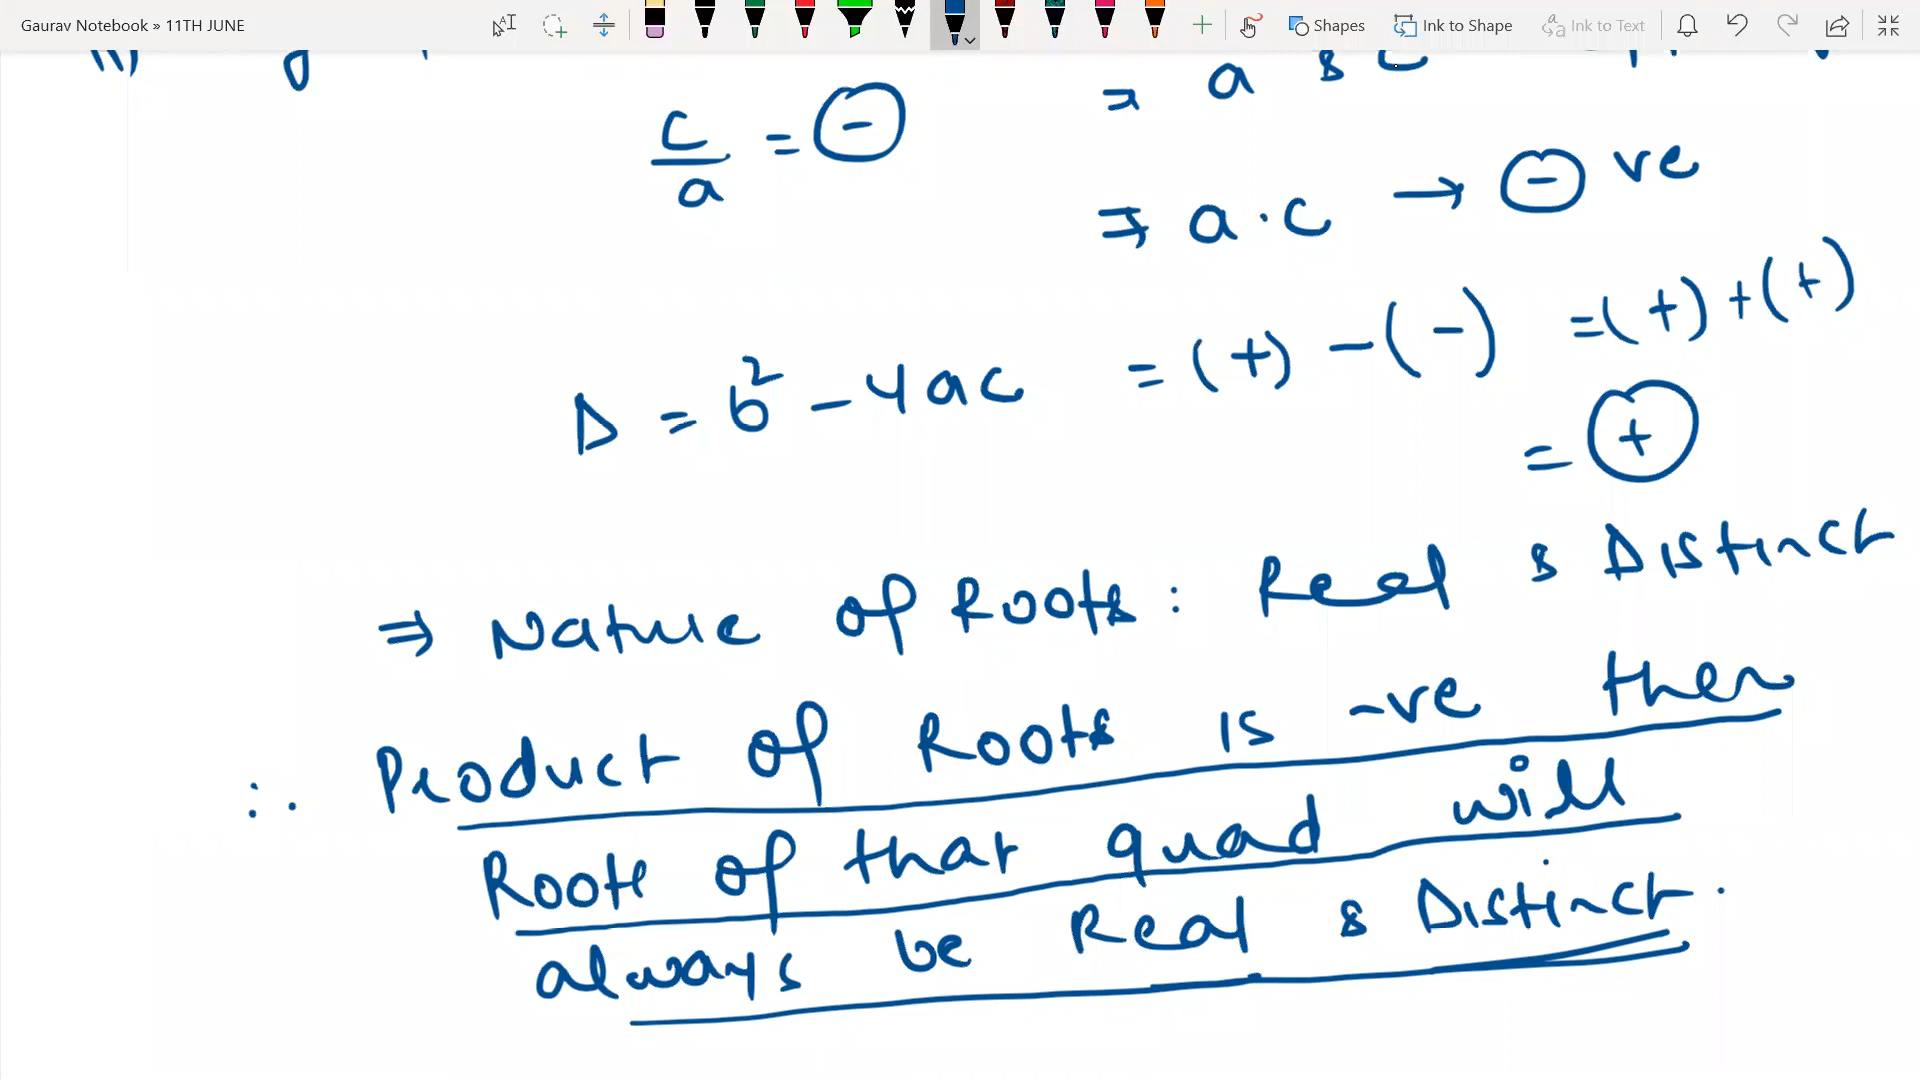 Gaurav Notebook » 11TH JUNE
Shapes
Ink to Shape
Ink to Text
⇒ a & c
c/a = ⊖
⇒ a·c → ⊖ ve
Δ = b² - 4ac = (+) - (-) = (+) + (+)
= ⊕
⇒ Nature of Roots : Real & Distinct
∴ Product of Roots is -ve then
Roots of that quad will
always be Real & Distinct.